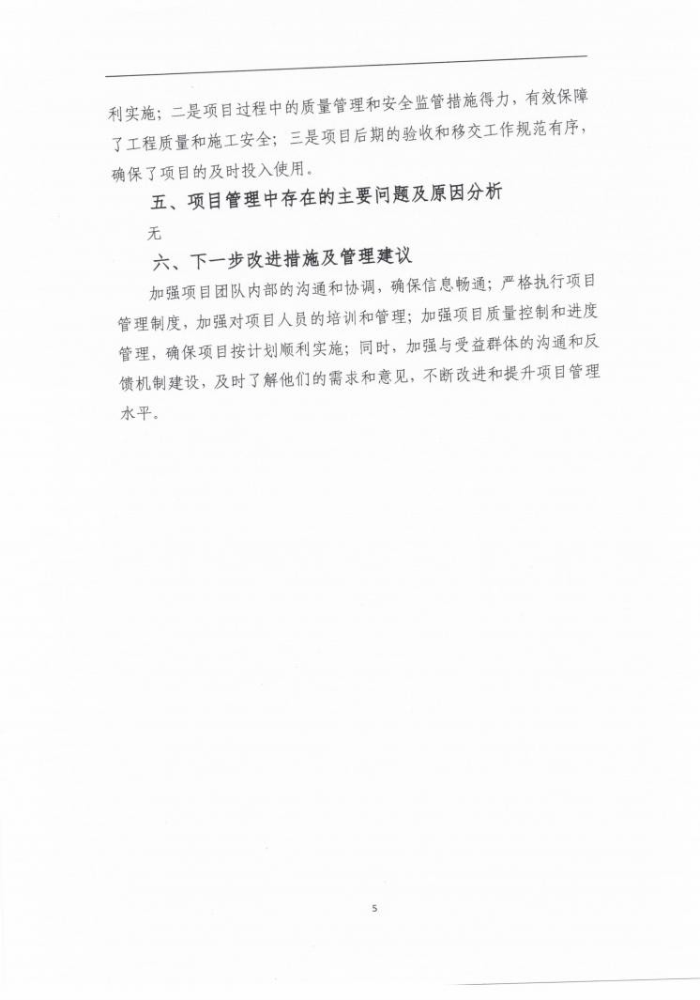 利实施；二是项目过程中的质量管理和安全监管措施得力，有效保障
了工程质量和施工安全；三是项目后期的验收和移交工作规范有序，
确保了项目的及时投入使用。
五、项目管理中存在的主要问题及原因分析
无
六、下一步改进措施及管理建议
加强项目团队内部的沟通和协调，确保信息畅通；严格执行项目
管理制度，加强对项目人员的培训和管理；加强项目质量控制和进度
管理，确保项目按计划顺利实施；同时，加强与受益群体的沟通和反
馈机制建设，及时了解他们的需求和意见，不断改进和提升项目管理
水平。
5